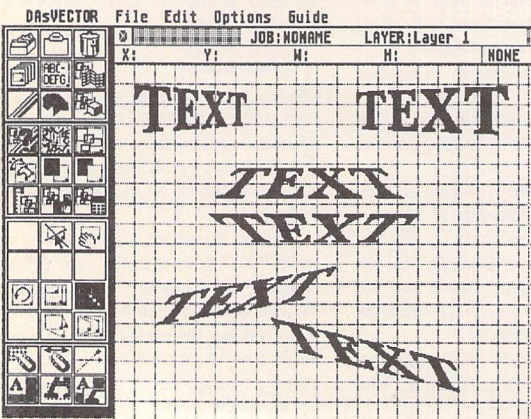 DAsVECTOR File Edit Options Guide
JOB:NONAME LAYER:Layer 1
X: Y: W: H: NONE
ABC-
DEFG
TEXT TEXT
TEXT
TEXT
TEXT
TEXT
A A